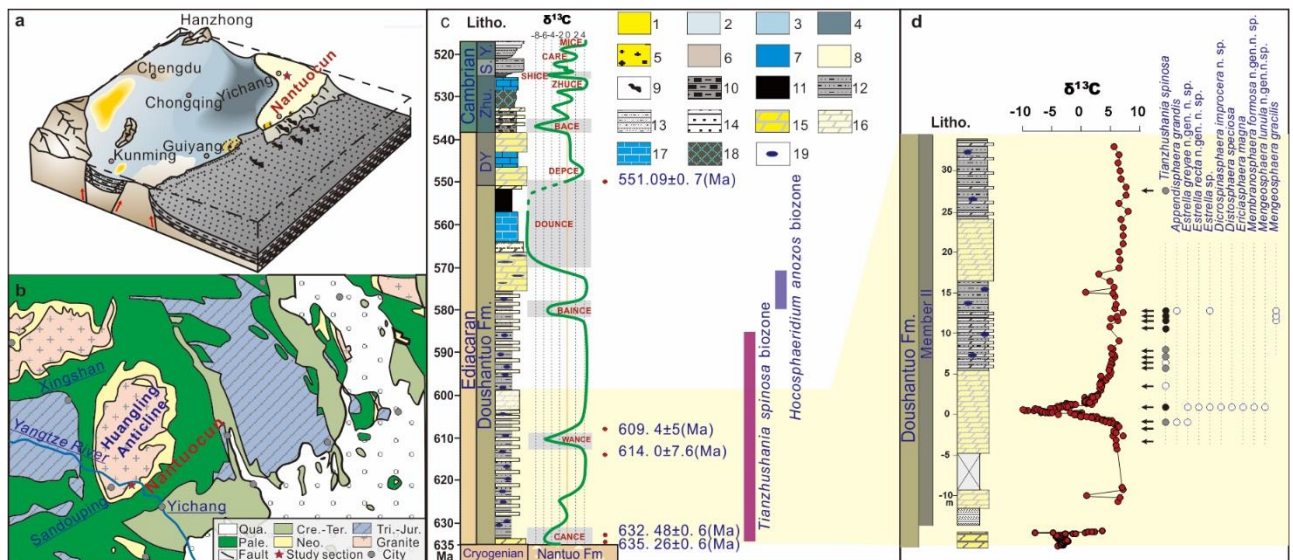 a
Hanzhong
Chengdu
Chongqing
Yichang
Nantuocun
Kunming
Guiyang
b
Xingshan
Huangling
Anticline
Yangtze River
Nantuocun
Sandouping
Yichang
Qua.
Cre.-Ter.
Tri.-Jur.
Pale.
Neo.
Granite
Fault
Study section
City
c
Litho.
δ¹³C
-8-6-4-20 2 4
517
520
530
540
550
560
570
580
590
600
610
620
630
635
Ma
Cambrian
Zhu.
S.
Y.
DY
Ediacaran
Doushantuo Fm.
Cryogenian
Nantuo Fm
MICE
CARE
SHICE
ZHUCE
BACE
DEPCE
DOUNCE
BAINCE
WANCE
CANCE
551.09±0. 7(Ma)
609. 4±5(Ma)
614. 0±7.6(Ma)
632. 48±0. 6(Ma)
635. 26±0. 6(Ma)
Tianzhushania spinosa biozone
Hocosphaeridium anozos biozone
1
2
3
4
5
6
7
8
9
10
11
12
13
14
15
16
17
18
19
d
δ¹³C
-10
-5
0
5
10
Litho.
Doushantuo Fm.
Member II
30
25
20
15
10
5
0
-5
-10
m
Tianzhushania spinosa
Appendisphaera grandis
Estrella greyae n.gen. n. sp.
Estrella recta n.gen. n. sp.
Estrella sp.
Dicrospinasphaera improcera n. sp.
Distosphaera speciosa
Ericiasphaera magna
Membranosphaera formosa n.gen.n. sp.
Mengeosphaera lunula n.gen.n.sp.
Mengeosphaera gracilis